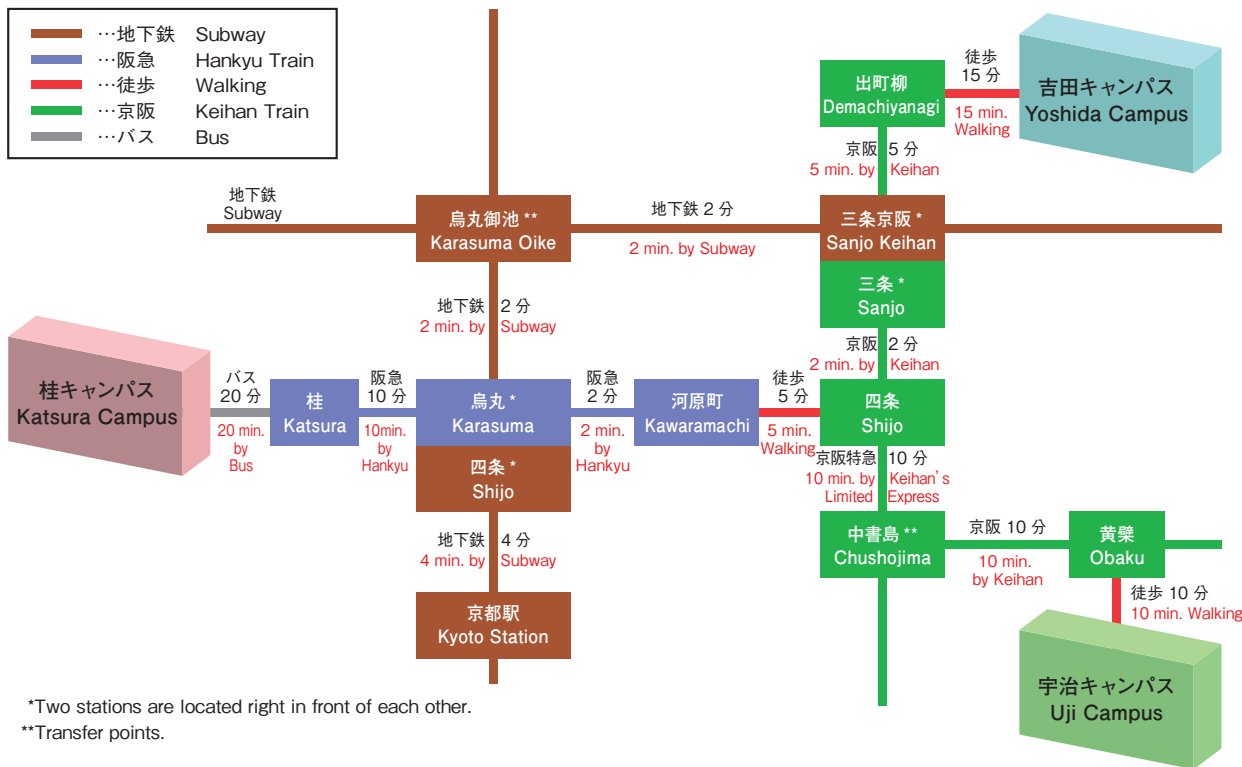 …地下鉄 Subway
…阪急 Hankyu Train
…徒歩 Walking
…京阪 Keihan Train
…バス Bus
出町柳
Demachiyanagi
徒歩
15 分
15 min.
Walking
吉田キャンパス
Yoshida Campus
京阪 5 分
5 min. by Keihan
地下鉄
Subway
烏丸御池 **
Karasuma Oike
地下鉄 2 分
2 min. by Subway
三条京阪 *
Sanjo Keihan
三条 *
Sanjo
地下鉄 2 分
2 min. by Subway
京阪 2 分
2 min. by Keihan
桂キャンパス
Katsura Campus
バス
20 分
20 min.
by
Bus
桂
Katsura
阪急
10 分
10min.
by
Hankyu
烏丸 *
Karasuma
四条 *
Shijo
阪急
2 分
2 min.
by
Hankyu
河原町
Kawaramachi
徒歩
5 分
5 min.
Walking
四条
Shijo
京阪特急 10 分
10 min. by Keihan's
Limited Express
地下鉄 4 分
4 min. by Subway
京都駅
Kyoto Station
中書島 **
Chushojima
京阪 10 分
10 min.
by Keihan
黄檗
Obaku
徒歩 10 分
10 min. Walking
宇治キャンパス
Uji Campus
*Two stations are located right in front of each other.
**Transfer points.